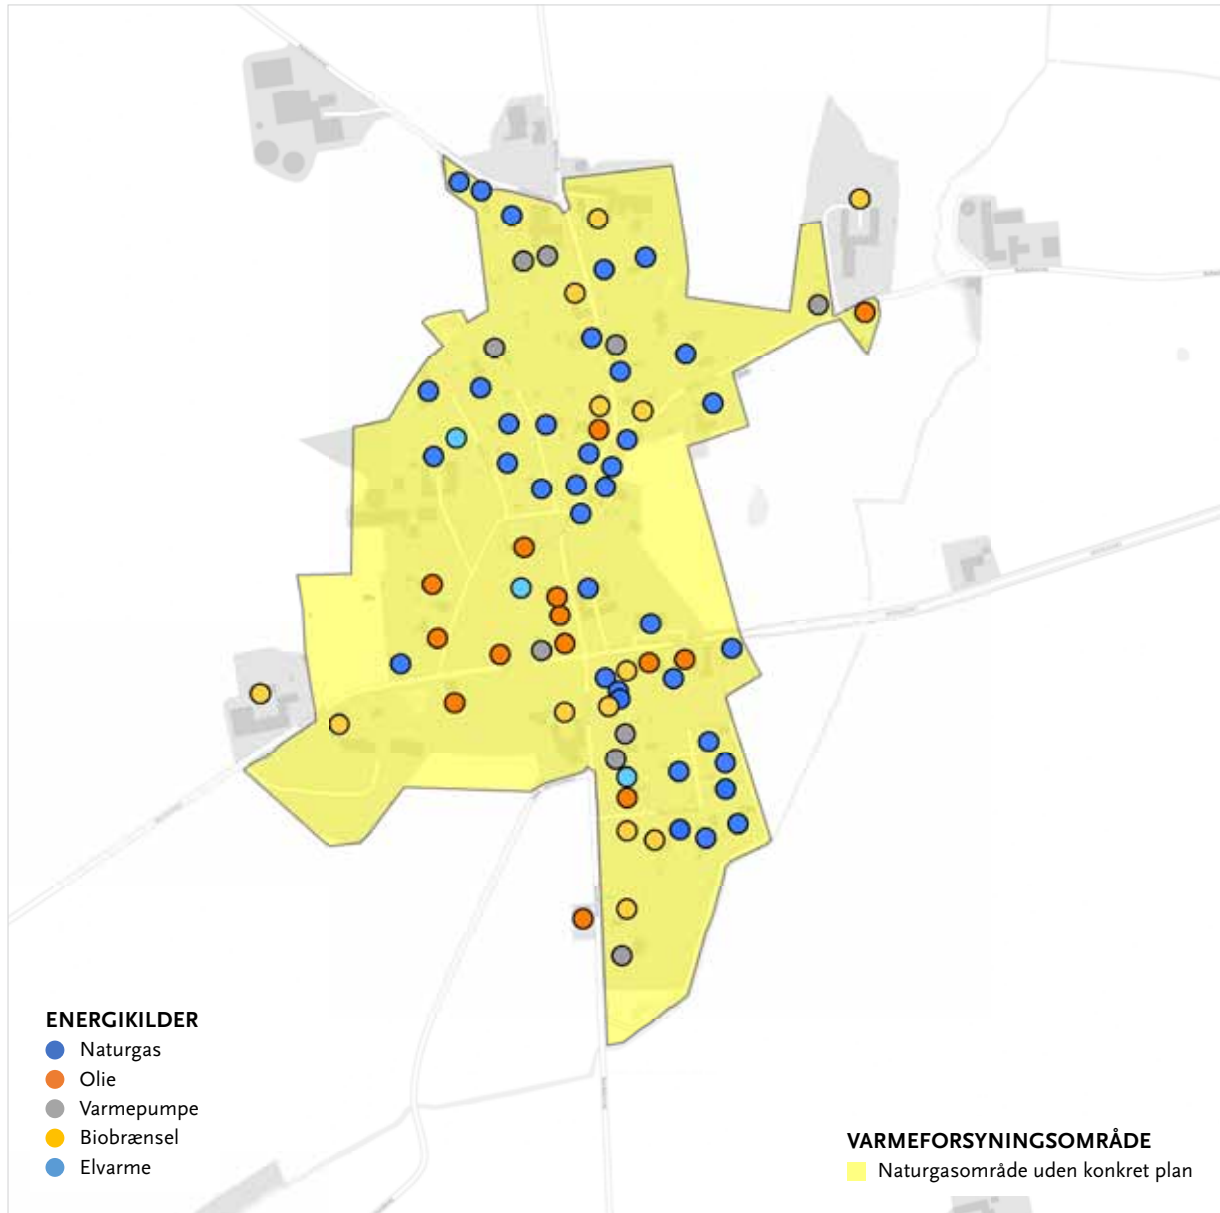 ENERGIKILDER
Naturgas
Olie
Varmepumpe
Biobrænsel
Elvarme
VARMEFORSYNINGSOMRÅDE
Naturgasområde uden konkret plan